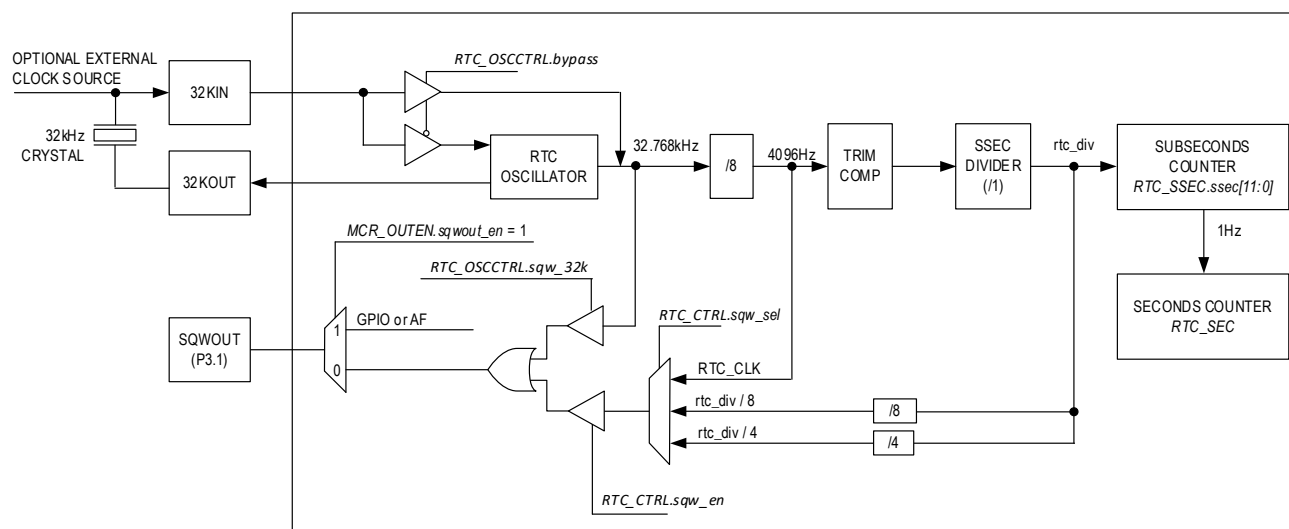 OPTIONAL EXTERNAL
CLOCK SOURCE
32KIN
RTC_OSCCTRL.bypass
32kHz
CRYSTAL
32KOUT
RTC
OSCILLATOR
32.768kHz
/8
4096Hz
TRIM
COMP
SSEC
DIVIDER
(/1)
rtc_div
SUBSECONDS
COUNTER
RTC_SSEC.ssec[11:0]
1Hz
SECONDS COUNTER
RTC_SEC
MCR_OUTEN.sqwout_en = 1
RTC_OSCCTRL.sqw_32k
SQWOUT
(P3.1)
1
GPIO or AF
0
RTC_CTRL.sqw_sel
RTC_CLK
rtc_div / 8
/8
rtc_div / 4
/4
RTC_CTRL.sqw_en